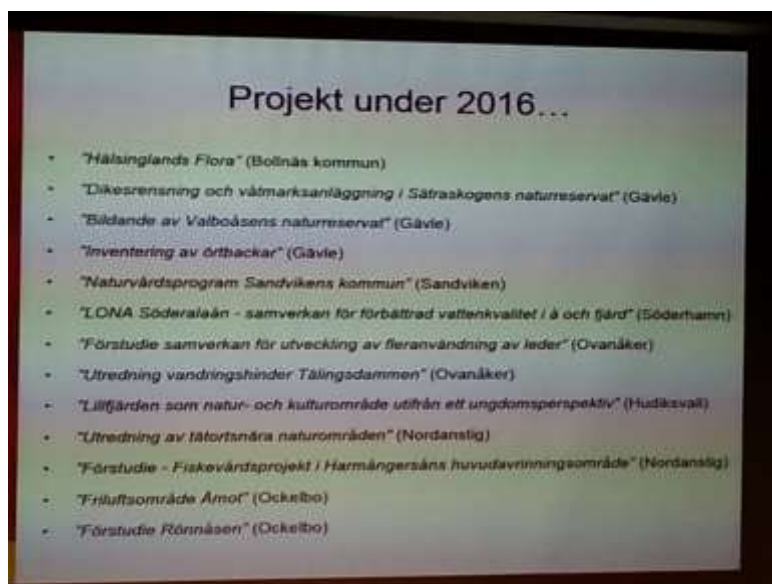 Projekt under 2016...
• "Hälsinglands Flora" (Bollnäs kommun)
• "Dikesrensning och våtmarksanläggning i Sätraskogens naturreservat" (Gävle)
• "Bildande av Valboåsens naturreservat" (Gävle)
• "Inventering av örtbackar" (Gävle)
• "Naturvårdsprogram Sandvikens kommun" (Sandviken)
• "LONA Söderalaån - samverkan för förbättrad vattenkvalitet i å och fjärd" (Söderhamn)
• "Förstudie samverkan för utveckling av fleranvändning av leder" (Ovanåker)
• "Utredning vandringshinder Tälingsdammen" (Ovanåker)
• "Lillfjärden som natur- och kulturområde utifrån ett ungdomsperspektiv" (Hudiksvall)
• "Utredning av tätortsnära naturområden" (Nordanstig)
• "Förstudie - Fiskevårdsprojekt i Harmångersåns huvudavrinningsområde" (Nordanstig)
• "Friluftsområde Åmot" (Ockelbo)
• "Förstudie Rönnåsen" (Ockelbo)